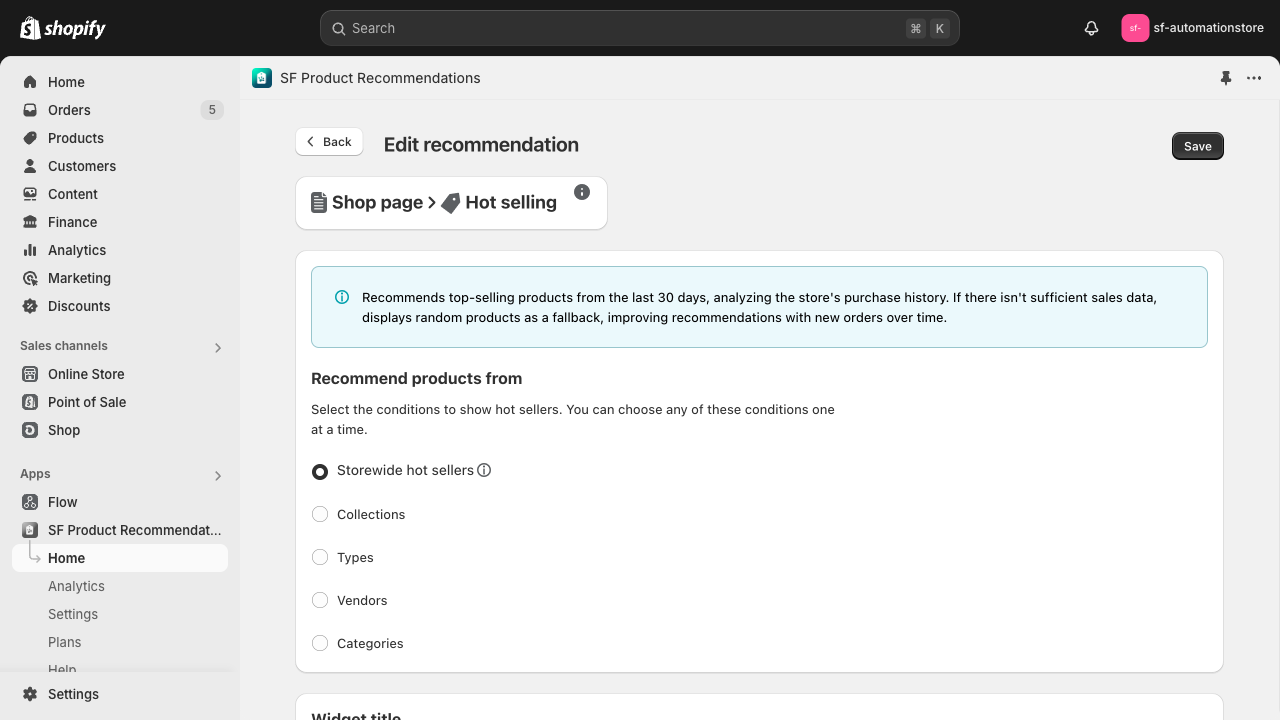 shopify
Search
⌘ K
sf-
sf-automationstore
Home
Orders 5
Products
Customers
Content
Finance
Analytics
Marketing
Discounts
Sales channels
Online Store
Point of Sale
Shop
Apps
Flow
SF Product Recommendat...
Home
Analytics
Settings
Plans
Help
Settings
SF Product Recommendations
Back
Edit recommendation
Save
Shop page > Hot selling
Recommends top-selling products from the last 30 days, analyzing the store's purchase history. If there isn't sufficient sales data,
displays random products as a fallback, improving recommendations with new orders over time.
Recommend products from
Select the conditions to show hot sellers. You can choose any of these conditions one
at a time.
Storewide hot sellers
Collections
Types
Vendors
Categories
Widget title